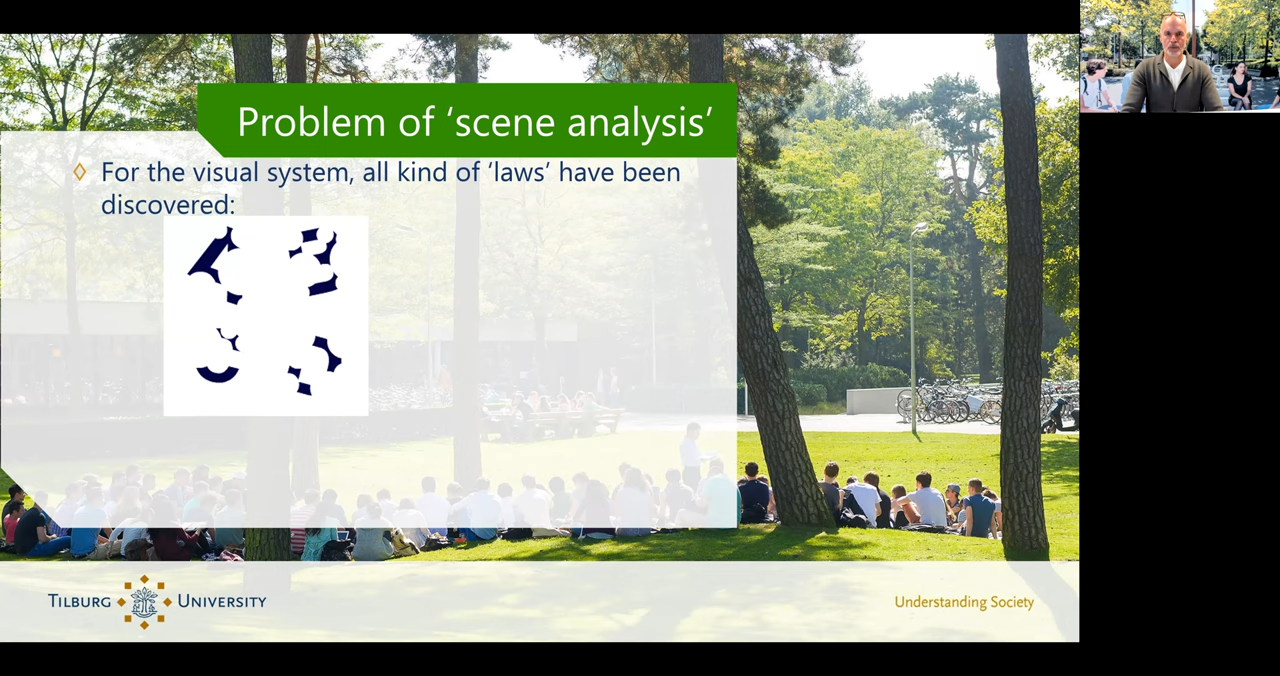 Problem of ‘scene analysis’
For the visual system, all kind of ‘laws’ have been
discovered:
TILBURG UNIVERSITY
Understanding Society